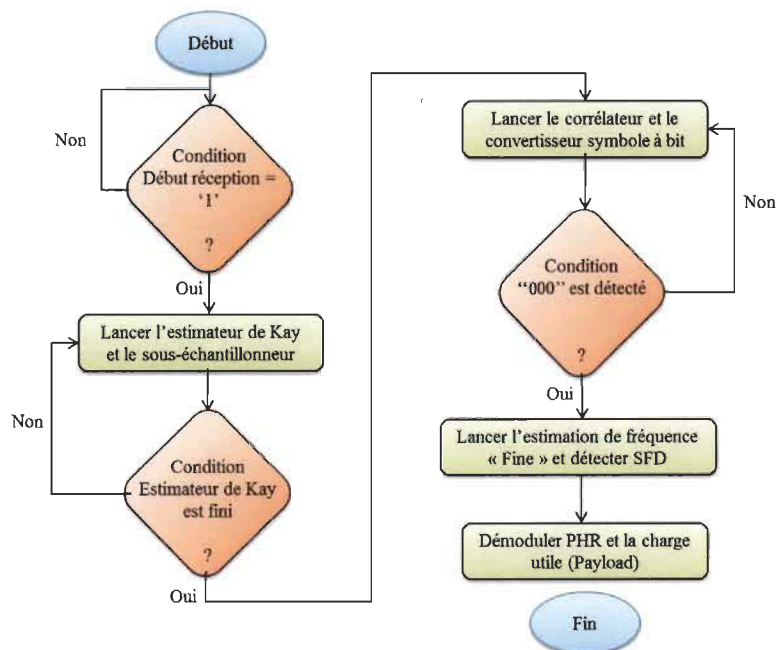 Début
Non
Condition
Début réception =
‘1’
?
Oui
Lancer l’estimateur de Kay
et le sous-échantillonneur
Non
Condition
Estimateur de Kay
est fini
?
Oui
Lancer le corrélateur et le
convertisseur symbole à bit
Non
Condition
“000” est détecté
?
Oui
Lancer l’estimation de fréquence
« Fine » et détecter SFD
Démoduler PHR et la charge
utile (Payload)
Fin